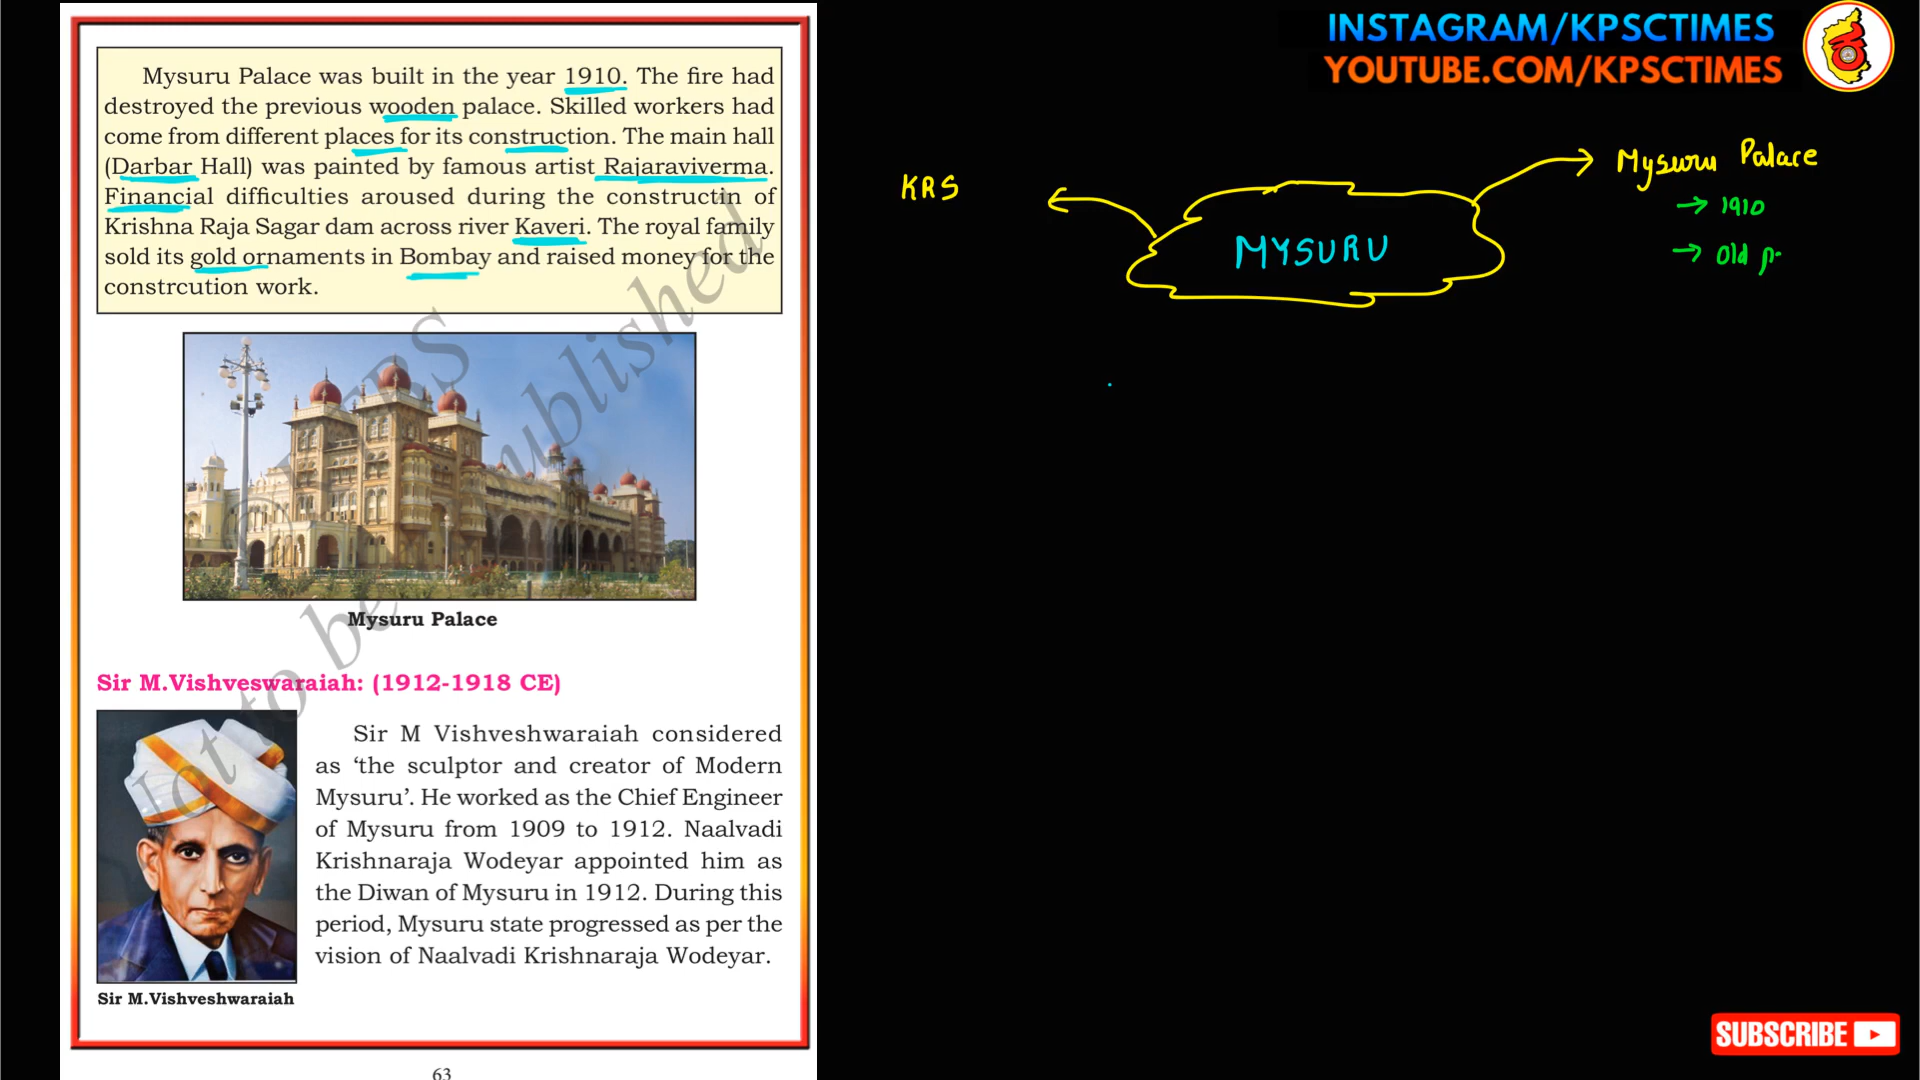 Mysuru Palace was built in the year 1910. The fire had
destroyed the previous wooden palace. Skilled workers had
come from different places for its construction. The main hall
(Darbar Hall) was painted by famous artist Rajaraviverma.
Financial difficulties aroused during the constructin of
Krishna Raja Sagar dam across river Kaveri. The royal family
sold its gold ornaments in Bombay and raised money for the
constrcution work.
Mysuru Palace
Sir M.Vishveswaraiah: (1912-1918 CE)
Sir M Vishveshwaraiah considered
as ‘the sculptor and creator of Modern
Mysuru’. He worked as the Chief Engineer
of Mysuru from 1909 to 1912. Naalvadi
Krishnaraja Wodeyar appointed him as
the Diwan of Mysuru in 1912. During this
period, Mysuru state progressed as per the
vision of Naalvadi Krishnaraja Wodeyar.
Sir M.Vishveshwaraiah
63
be published
Not to
INSTAGRAM/KPSCTIMES
YOUTUBE.COM/KPSCTIMES
KRS
MYSURU
Mysuru Palace
→ 1910
→ Old p
SUBSCRIBE